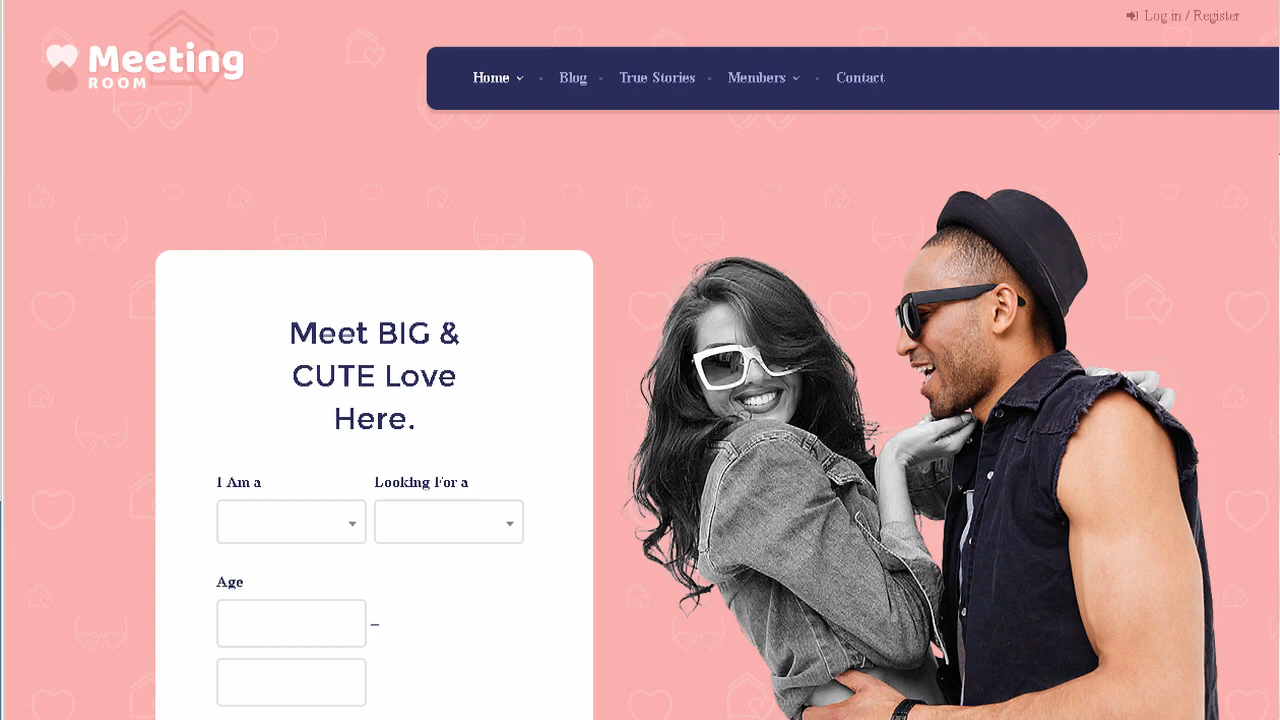 Log in / Register
Meeting
ROOM
Home
Blog
True Stories
Members
Contact
Meet BIG &
CUTE Love
Here.
I Am a
Looking For a
Age
–